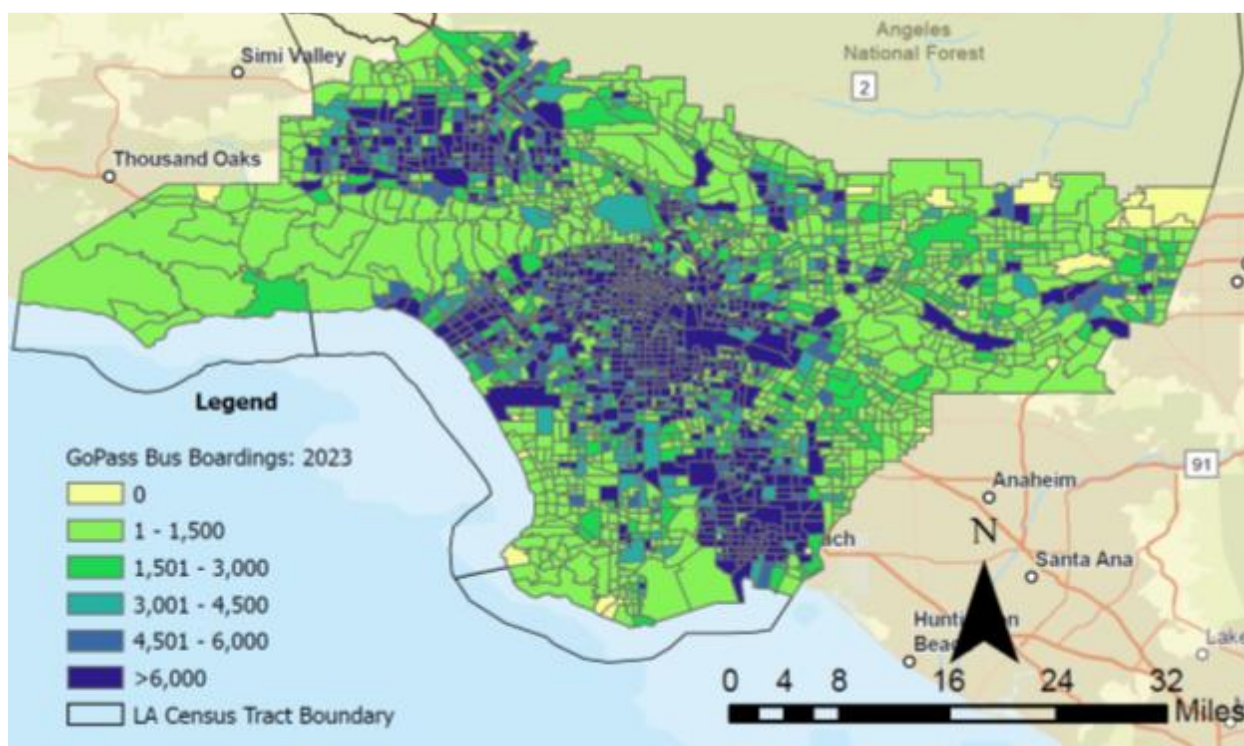 Angeles
National Forest
Simi Valley
2
Thousand Oaks
Legend
GoPass Bus Boardings: 2023
0
1 - 1,500
1,501 - 3,000
3,001 - 4,500
4,501 - 6,000
>6,000
LA Census Tract Boundary
91
Anaheim
N
ach
Santa Ana
Lake
0 4 8 16 24 32
Miles